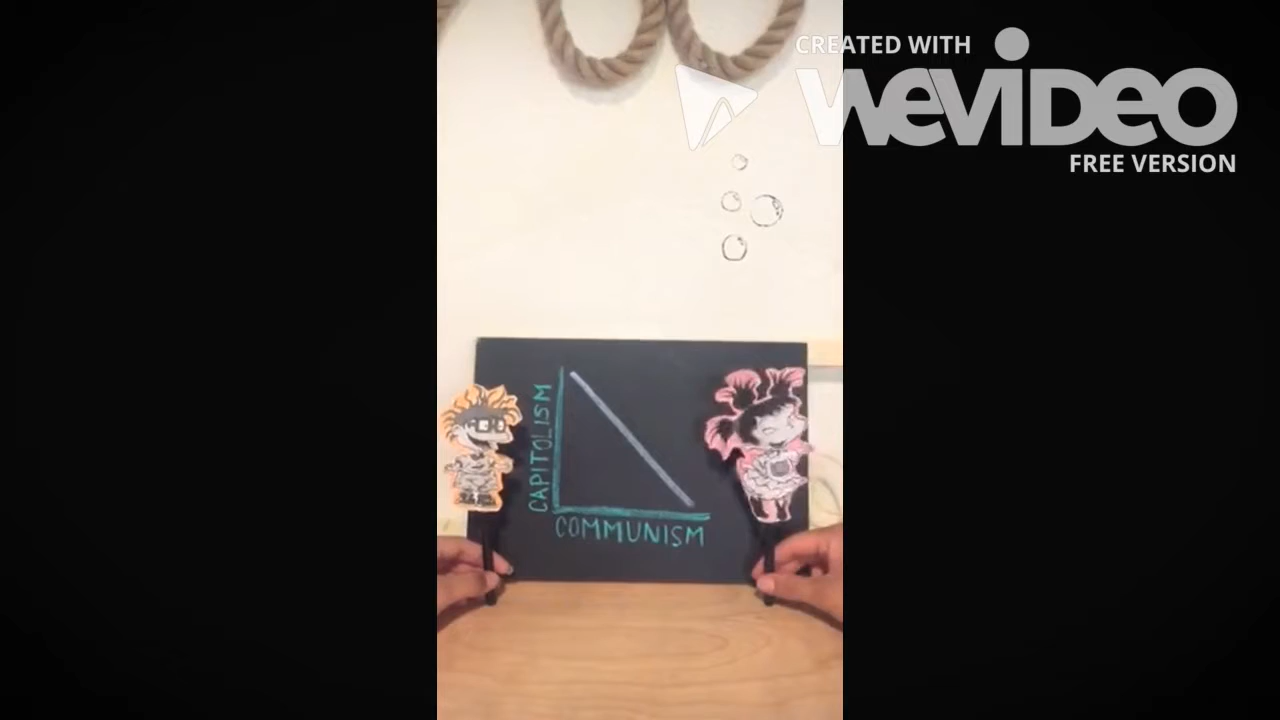 CREATED WITH
WEVIDEO
FREE VERSION
CAPITOLISM
COMMUNISM